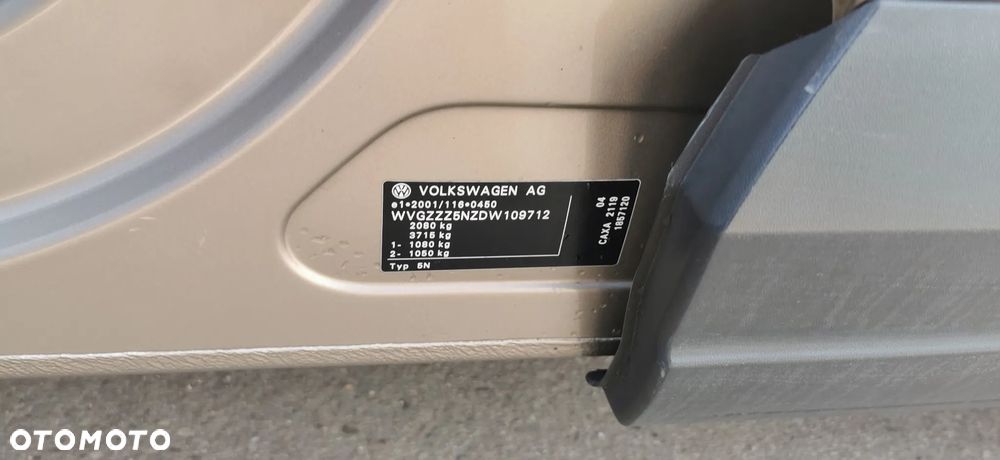 VOLKSWAGEN AG
e1*2001/116*0450
WVGZZZ5NZDW109712
2080 kg
3715 kg
1- 1080 kg
2- 1050 kg
Typ 5N
04
CAXA 2119
1857120
OTOMOTO